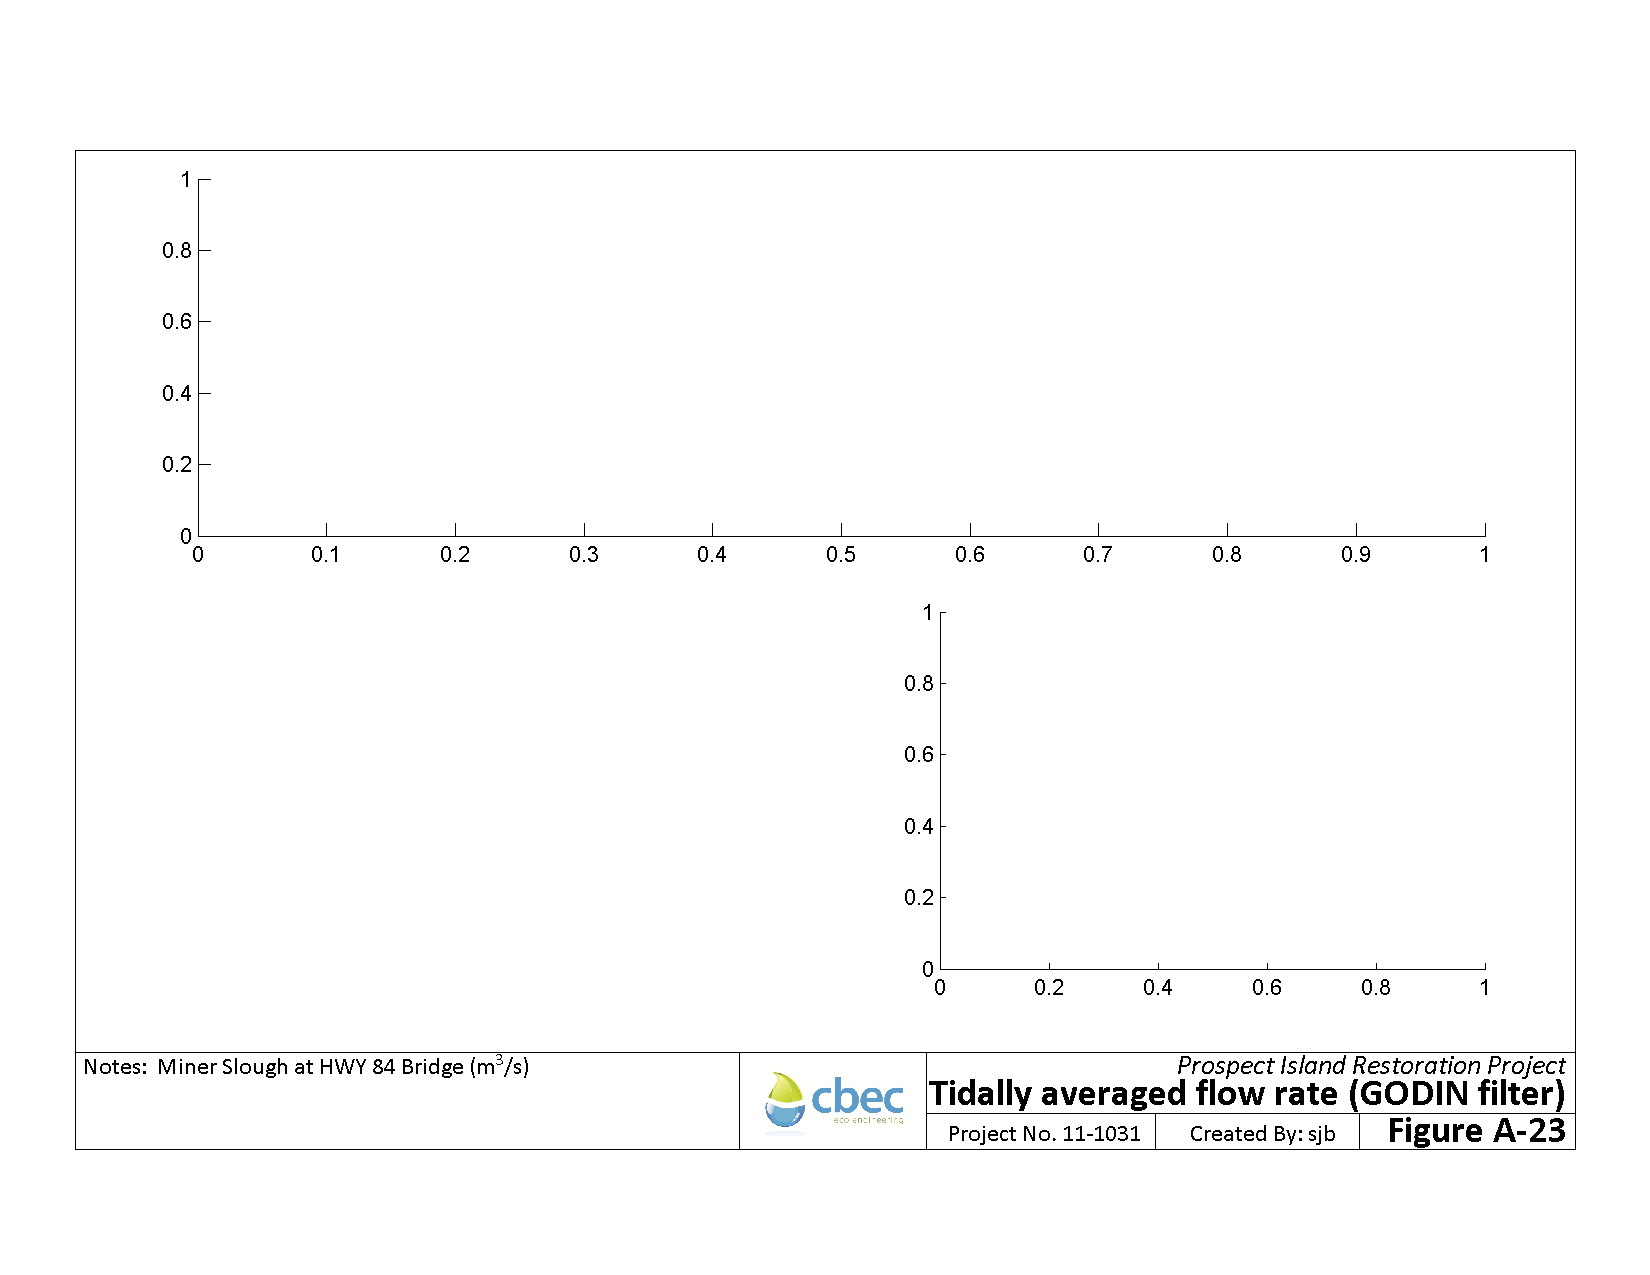 1
0.8
0.6
0.4
0.2
0
0 0.1 0.2 0.3 0.4 0.5 0.6 0.7 0.8 0.9 1
1
0.8
0.6
0.4
0.2
0
0 0.2 0.4 0.6 0.8 1
Notes: Miner Slough at HWY 84 Bridge (m³/s)
cbec
eco engineering
Prospect Island Restoration Project
Tidally averaged flow rate (GODIN filter)
Project No. 11-1031 Created By: sjb Figure A-23